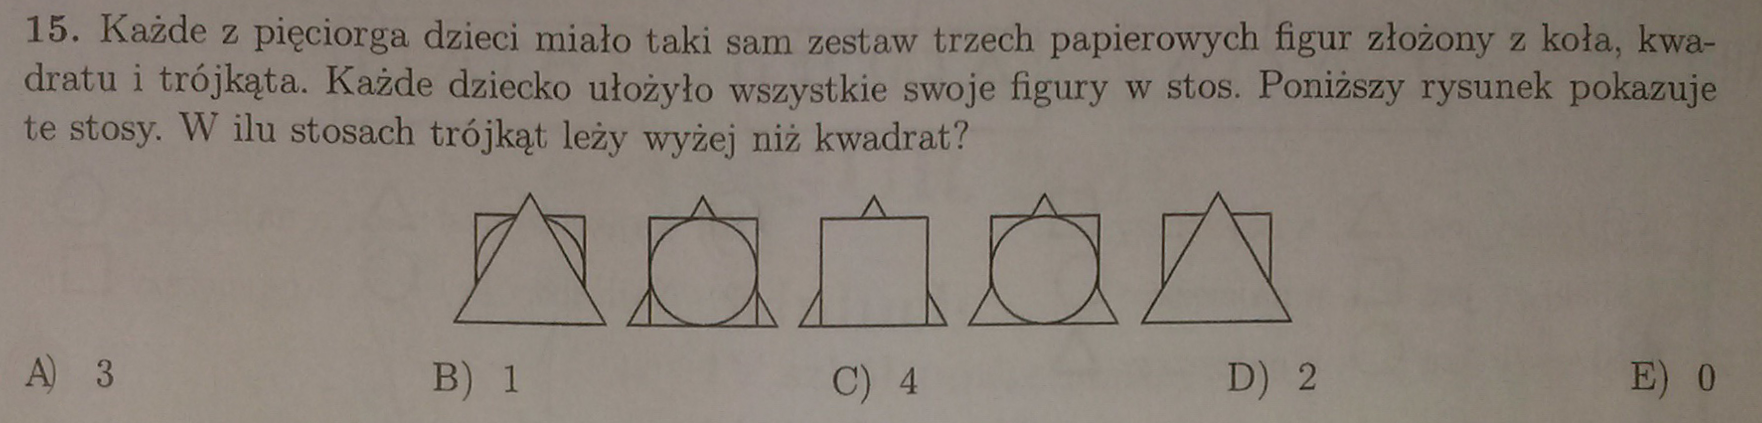 15. Każde z pięciorga dzieci miało taki sam zestaw trzech papierowych figur złożony z koła, kwa-
dratu i trójkąta. Każde dziecko ułożyło wszystkie swoje figury w stos. Poniższy rysunek pokazuje
te stosy. W ilu stosach trójkąt leży wyżej niż kwadrat?
A) 3 B) 1 C) 4 D) 2 E) 0